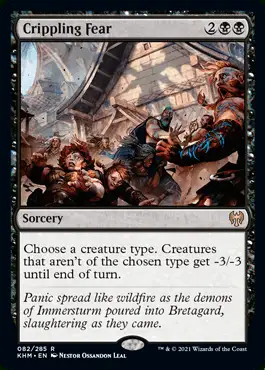 Crippling Fear 2
Sorcery
Choose a creature type. Creatures
that aren't of the chosen type get -3/-3
until end of turn.
Panic spread like wildfire as the demons
of Immersturm poured into Bretagard,
slaughtering as they came.
082/285 R
KHM • EN NESTOR OSSANDON LEAL
™ & © 2021 Wizards of the Coast